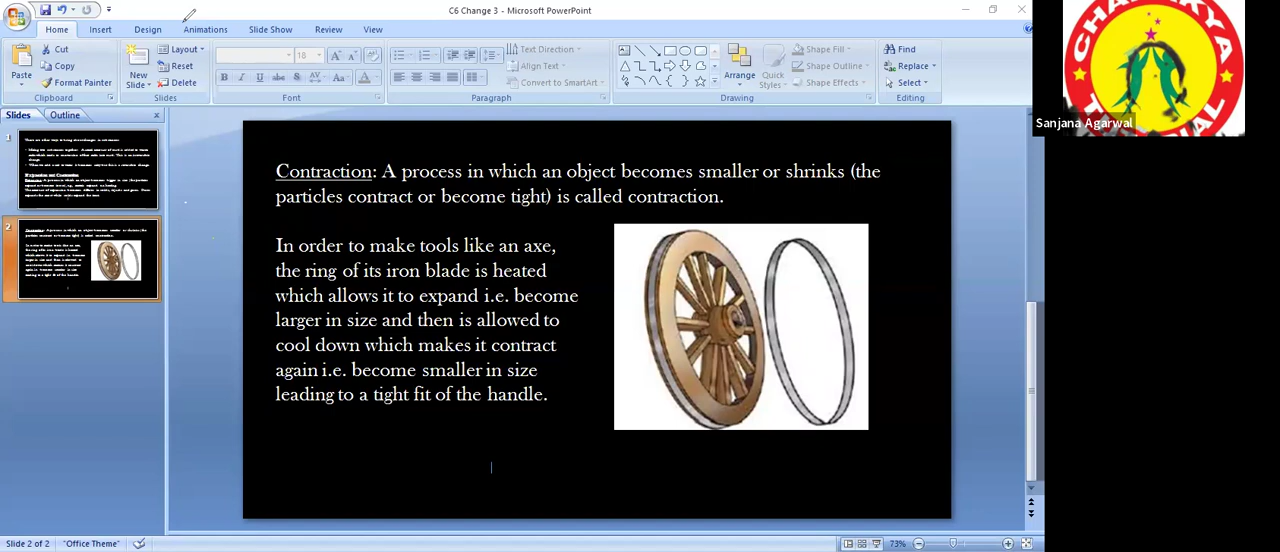 C6 Change 3 - Microsoft PowerPoint
Home Insert Design Animations Slide Show Review View
Paste
Cut
Copy
Format Painter
Clipboard
New
Slide
Layout
Reset
Delete
Slides
18
Font
Text Direction
Align Text
Convert to SmartArt
Paragraph
Arrange
Quick
Styles
Shape Fill
Shape Outline
Shape Effects
Drawing
Find
Replace
Select
Editing
Slides Outline
1
2
Contraction: A process in which an object becomes smaller or shrinks (the
particles contract or become tight) is called contraction.
In order to make tools like an axe,
the ring of its iron blade is heated
which allows it to expand i.e. become
larger in size and then is allowed to
cool down which makes it contract
again i.e. become smaller in size
leading to a tight fit of the handle.
Slide 2 of 2 "Office Theme" 73%
Sanjana Agarwal